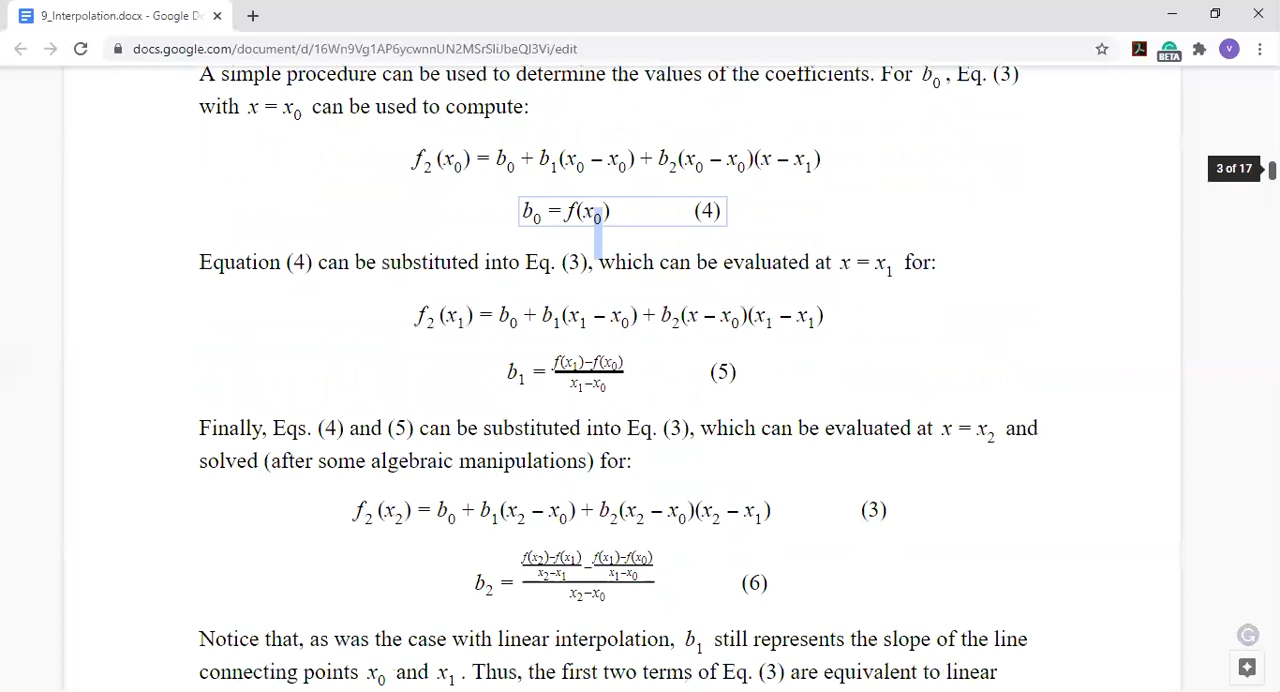 9_Interpolation.docx - Google Do
docs.google.com/document/d/16Wn9Vg1AP6ycwnnUN2MSrSliUbeQI3Vi/edit
BETA
V
A simple procedure can be used to determine the values of the coefficients. For b₀ , Eq. (3)
with x = x₀ can be used to compute:
f₂ (x₀) = b₀ + b₁(x₀ − x₀) + b₂(x₀ − x₀)(x − x₁)
3 of 17
b₀ = f(x₀) (4)
Equation (4) can be substituted into Eq. (3), which can be evaluated at x = x₁ for:
f₂ (x₁) = b₀ + b₁(x₁ − x₀) + b₂(x − x₀)(x₁ − x₁)
b₁ = f(x₁)−f(x₀) / x₁−x₀ (5)
Finally, Eqs. (4) and (5) can be substituted into Eq. (3), which can be evaluated at x = x₂ and
solved (after some algebraic manipulations) for:
f₂ (x₂) = b₀ + b₁(x₂ − x₀) + b₂(x₂ − x₀)(x₂ − x₁) (3)
b₂ = (f(x₂)−f(x₁) / x₂−x₁ − f(x₁)−f(x₀) / x₁−x₀) / x₂−x₀ (6)
Notice that, as was the case with linear interpolation, b₁ still represents the slope of the line
connecting points x₀ and x₁ . Thus, the first two terms of Eq. (3) are equivalent to linear